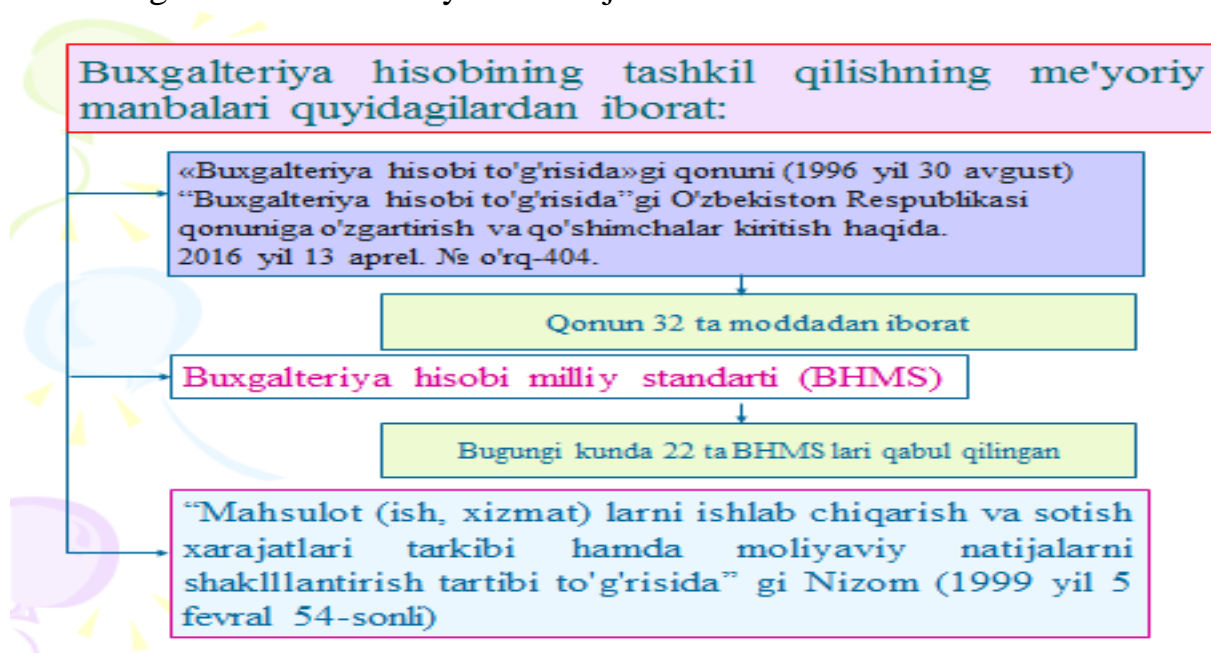 Buxgalteriya hisobining tashkil qilishning me'yoriy
manbalari quyidagilardan iborat:
«Buxgalteriya hisobi to'g'risida»gi qonuni (1996 yil 30 avgust)
“Buxgalteriya hisobi to'g'risida”gi O'zbekiston Respublikasi
qonuniga o'zgartirish va qo'shimchalar kiritish haqida.
2016 yil 13 aprel. № o'rq-404.
Qonun 32 ta moddadan iborat
Buxgalteriya hisobi milliy standarti (BHMS)
Bugungi kunda 22 ta BHMS lari qabul qilingan
“Mahsulot (ish, xizmat) larni ishlab chiqarish va sotish
xarajatlari tarkibi hamda moliyaviy natijalarni
shaklllantirish tartibi to'g'risida” gi Nizom (1999 yil 5
fevral 54-sonli)